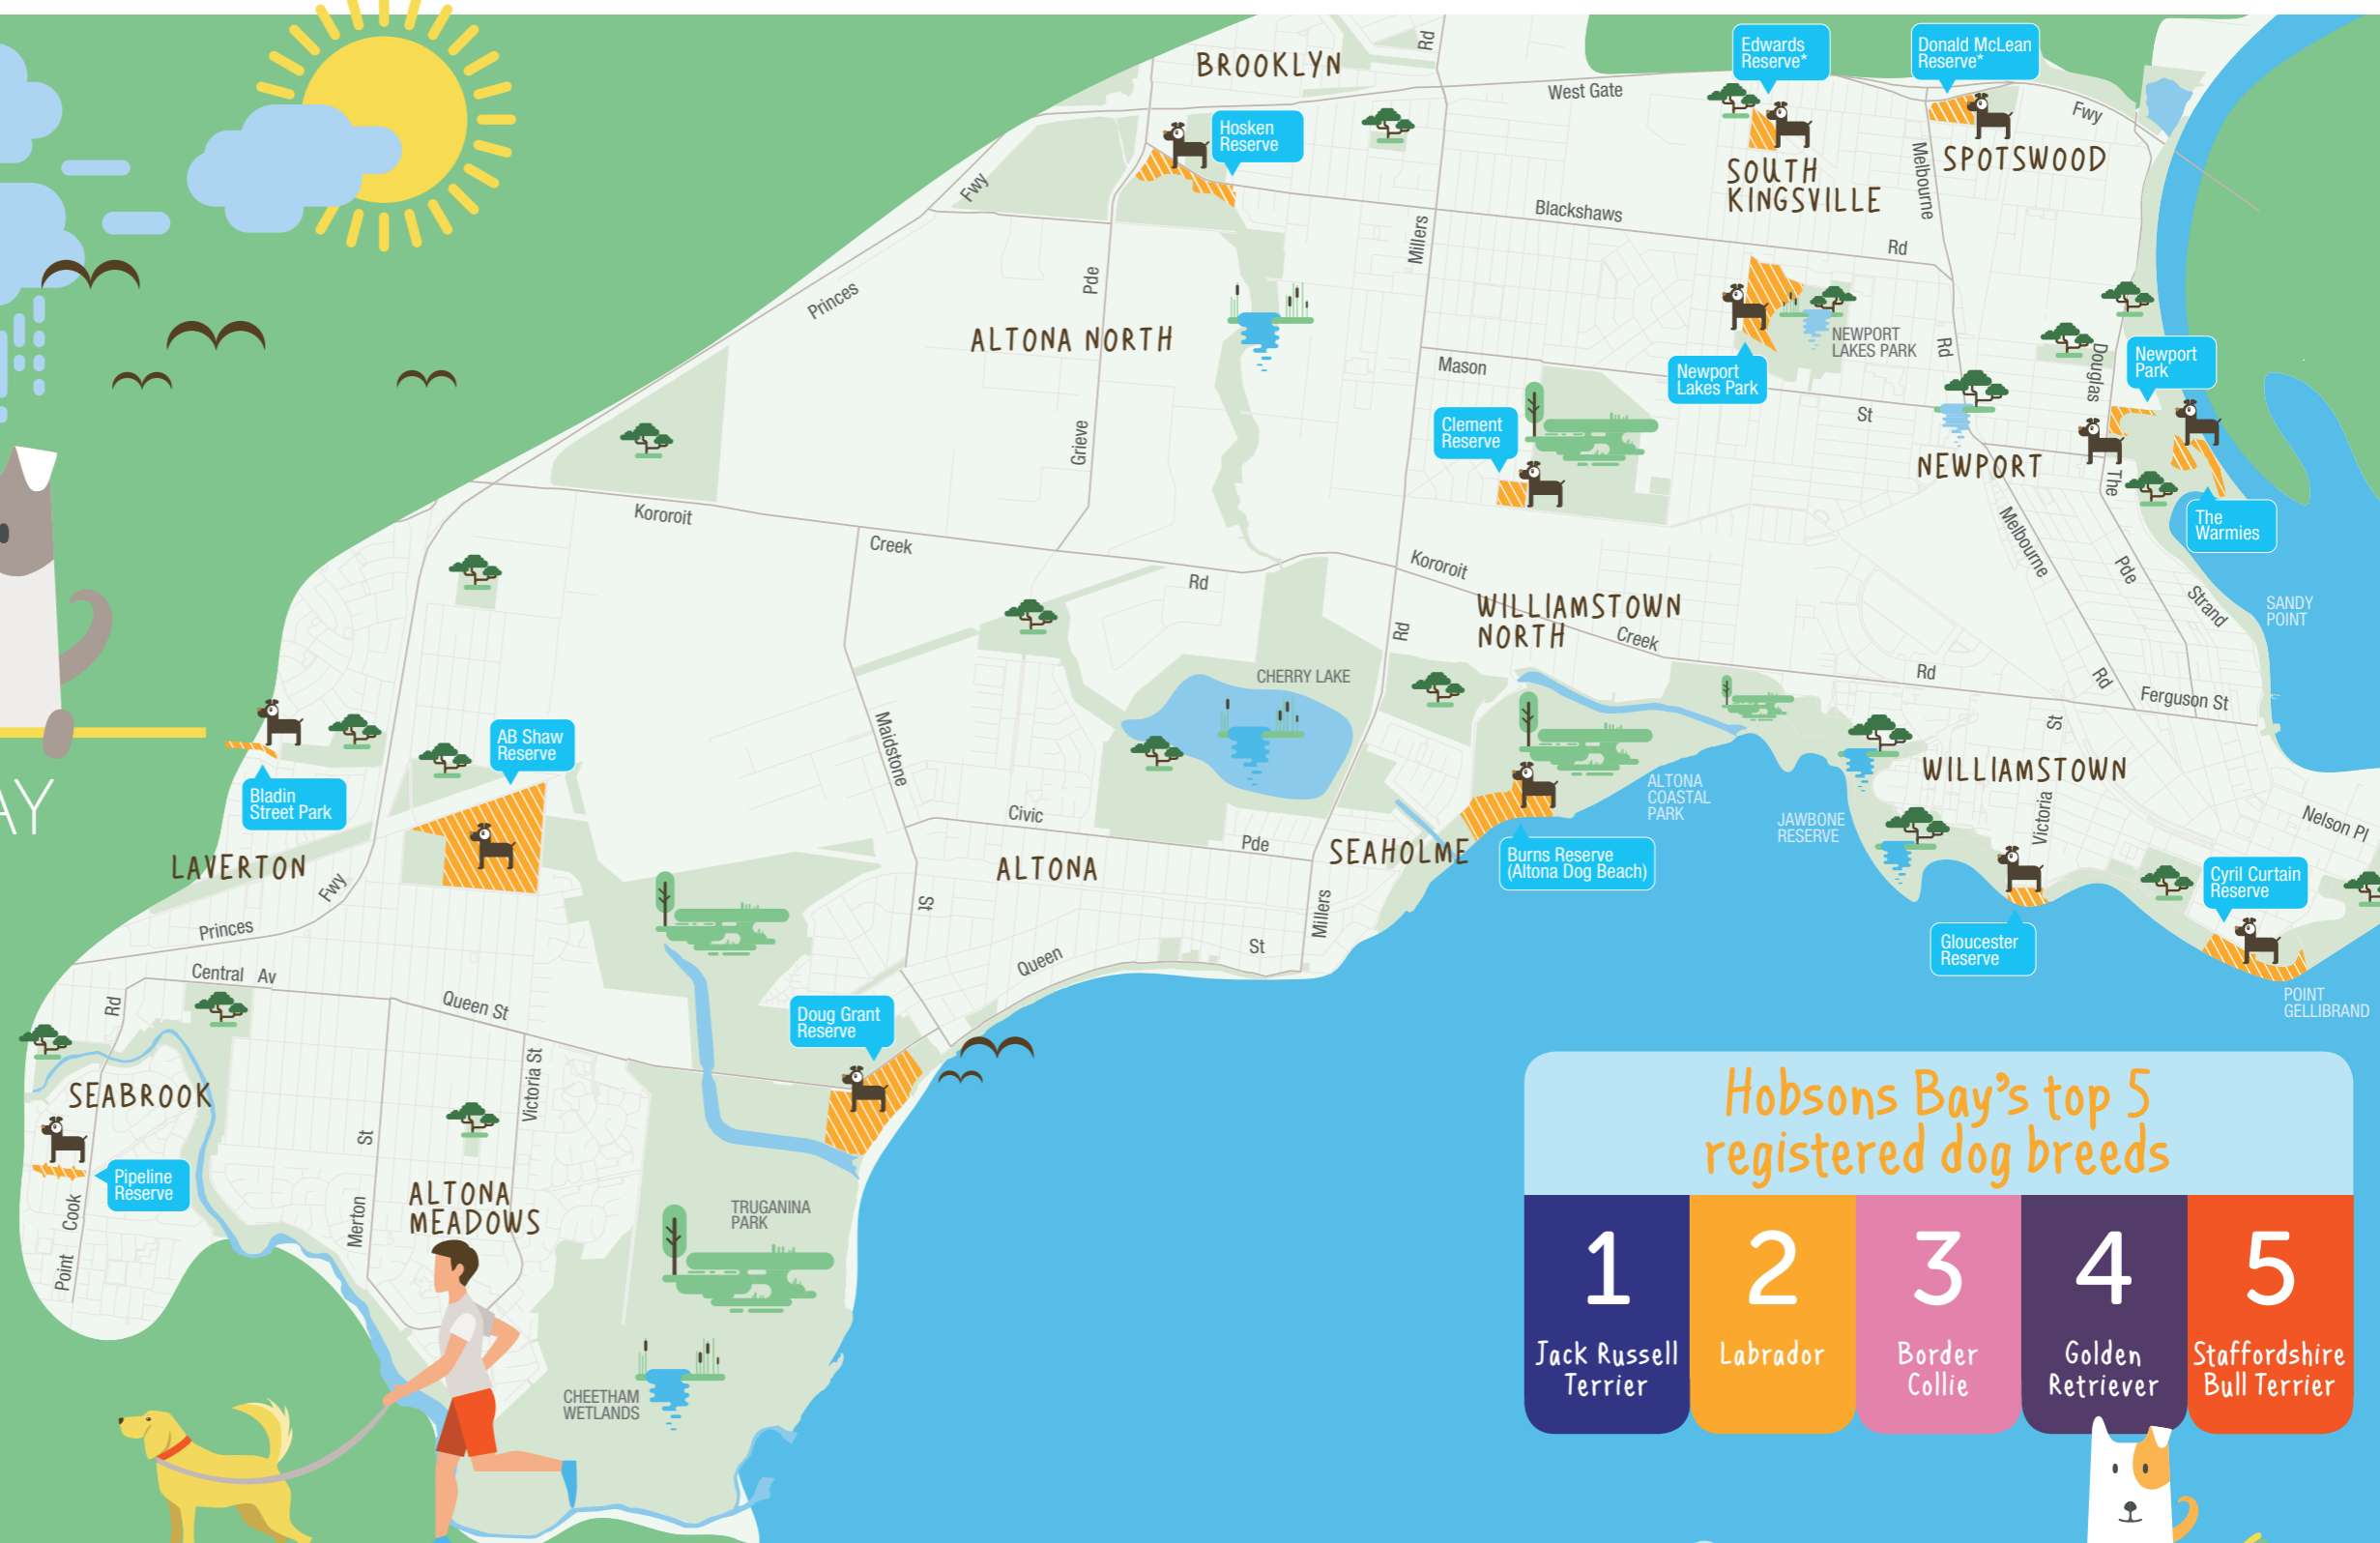 BROOKLYN
Rd
West Gate
Edwards
Reserve*
Donald McLean
Reserve*
Fwy
Hosken
Reserve
SOUTH
KINGSVILLE
Melbourne
SPOTSWOOD
Fwy
Blackshaws
Rd
Millers
Princes
Pde
ALTONA NORTH
Mason
Newport
Lakes Park
NEWPORT
LAKES PARK
Rd
Douglas
Newport
Park
St
Clement
Reserve
Grieve
NEWPORT
The
The
Warmies
Kororoit
Creek
Rd
Kororoit
Melbourne
Pde
Strand
SANDY
POINT
WILLIAMSTOWN
NORTH
Rd
Creek
Rd
Rd
Ferguson St
CHERRY LAKE
AB Shaw
Reserve
Maidstone
St
AY
Bladin
Street Park
ALTONA
COASTAL
PARK
JAWBONE
RESERVE
WILLIAMSTOWN
Victoria
Nelson Pl
Civic
Pde
LAVERTON
Fwy
ALTONA
SEAHOLME
Burns Reserve
(Altona Dog Beach)
Cyril Curtain
Reserve
St
Millers
Princes
Central Av
Queen
St
Gloucester
Reserve
POINT
GELLIBRAND
Rd
Queen St
Doug Grant
Reserve
SEABROOK
Victoria St
St
Pipeline
Reserve
Cook
Merton
ALTONA
MEADOWS
TRUGANINA
PARK
Point
CHEETHAM
WETLANDS
Hobsons Bay's top 5
registered dog breeds
1
Jack Russell
Terrier
2
Labrador
3
Border
Collie
4
Golden
Retriever
5
Staffordshire
Bull Terrier